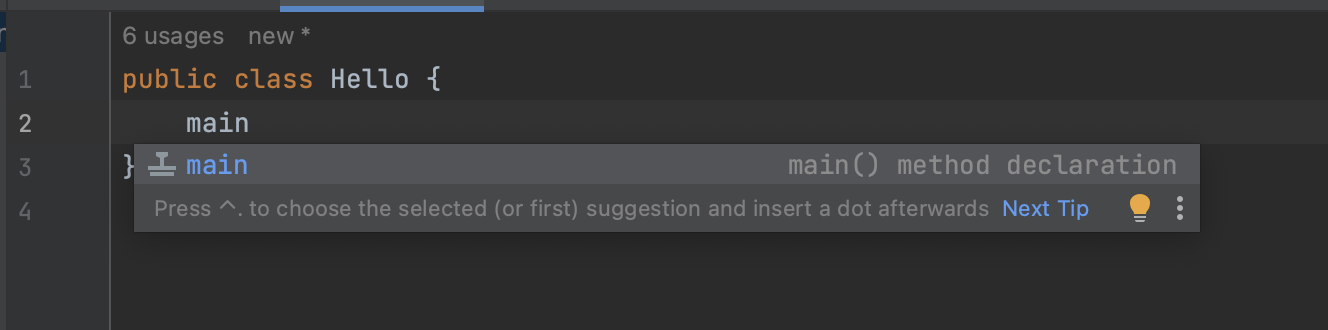 6 usages new *
1 public class Hello {
2 main
3 }
main main() method declaration
Press ^. to choose the selected (or first) suggestion and insert a dot afterwards Next Tip
4